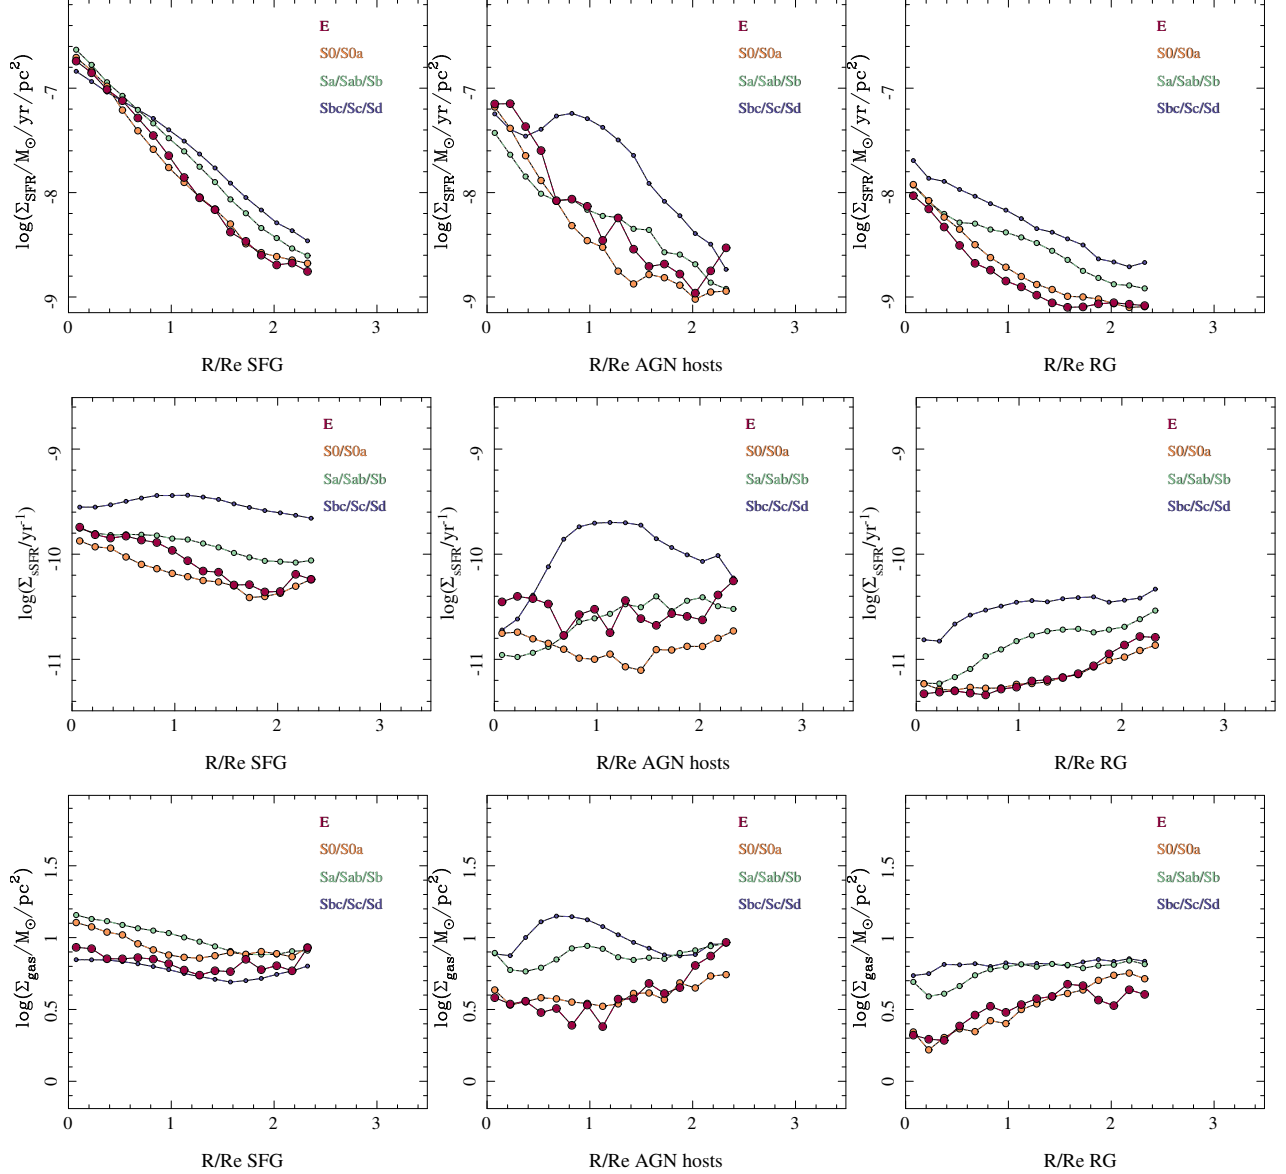 E
S0/S0a
Sa/Sab/Sb
Sbc/Sc/Sd
log(Σ_SFR/M_⊙/yr/pc²)
-7
-8
-9
0 1 2 3
R/Re SFG
E
S0/S0a
Sa/Sab/Sb
Sbc/Sc/Sd
log(Σ_SFR/M_⊙/yr/pc²)
-7
-8
-9
0 1 2 3
R/Re AGN hosts
E
S0/S0a
Sa/Sab/Sb
Sbc/Sc/Sd
log(Σ_SFR/M_⊙/yr/pc²)
-7
-8
-9
0 1 2 3
R/Re RG
E
S0/S0a
Sa/Sab/Sb
Sbc/Sc/Sd
log(Σ_sSFR/yr⁻¹)
-9
-10
-11
0 1 2 3
R/Re SFG
E
S0/S0a
Sa/Sab/Sb
Sbc/Sc/Sd
log(Σ_sSFR/yr⁻¹)
-9
-10
-11
0 1 2 3
R/Re AGN hosts
E
S0/S0a
Sa/Sab/Sb
Sbc/Sc/Sd
log(Σ_sSFR/yr⁻¹)
-9
-10
-11
0 1 2 3
R/Re RG
E
S0/S0a
Sa/Sab/Sb
Sbc/Sc/Sd
log(Σ_gas/M_⊙/pc²)
1.5
1
0.5
0
0 1 2 3
R/Re SFG
E
S0/S0a
Sa/Sab/Sb
Sbc/Sc/Sd
log(Σ_gas/M_⊙/pc²)
1.5
1
0.5
0
0 1 2 3
R/Re AGN hosts
E
S0/S0a
Sa/Sab/Sb
Sbc/Sc/Sd
log(Σ_gas/M_⊙/pc²)
1.5
1
0.5
0
0 1 2 3
R/Re RG